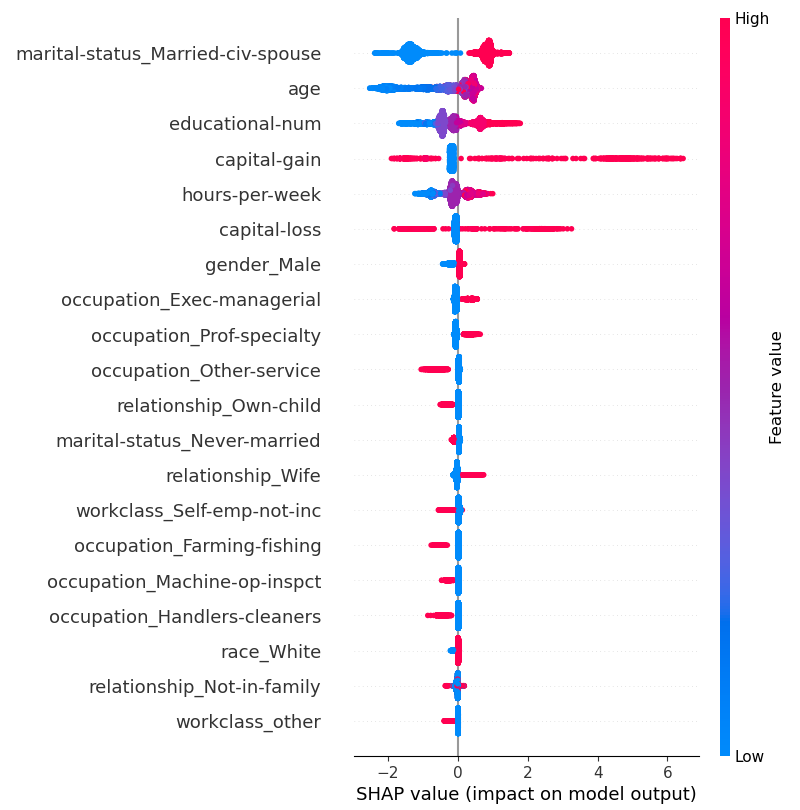 High
marital-status_Married-civ-spouse
age
educational-num
capital-gain
hours-per-week
capital-loss
gender_Male
occupation_Exec-managerial
occupation_Prof-specialty
occupation_Other-service
relationship_Own-child
marital-status_Never-married
relationship_Wife
workclass_Self-emp-not-inc
occupation_Farming-fishing
occupation_Machine-op-inspct
occupation_Handlers-cleaners
race_White
relationship_Not-in-family
workclass_other
Feature value
Low
−2 0 2 4 6
SHAP value (impact on model output)